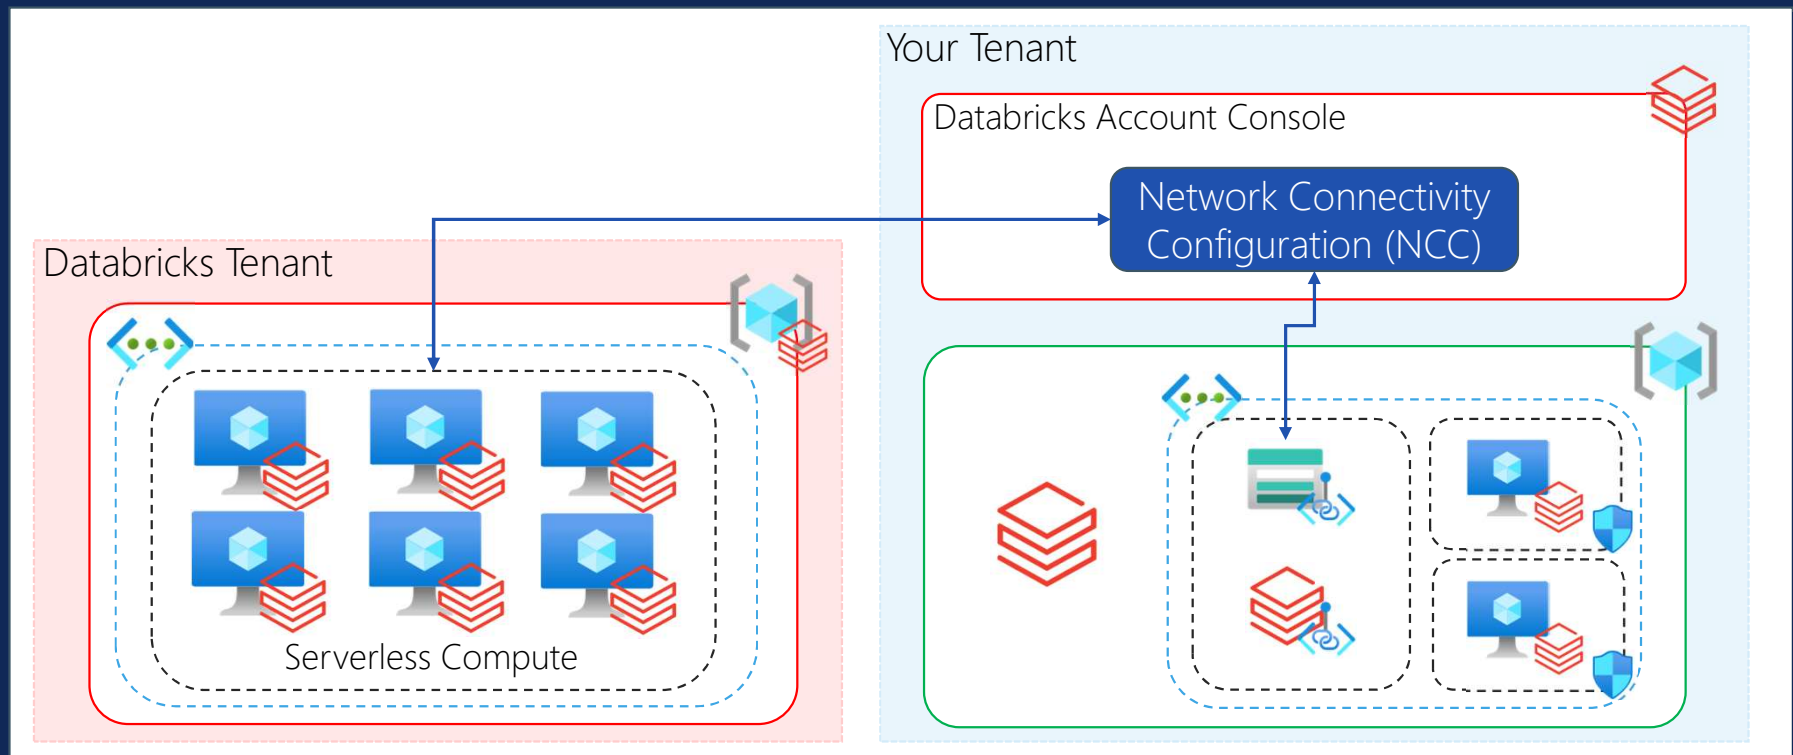 Your Tenant
Databricks Account Console
Network Connectivity
Configuration (NCC)
Databricks Tenant
Serverless Compute